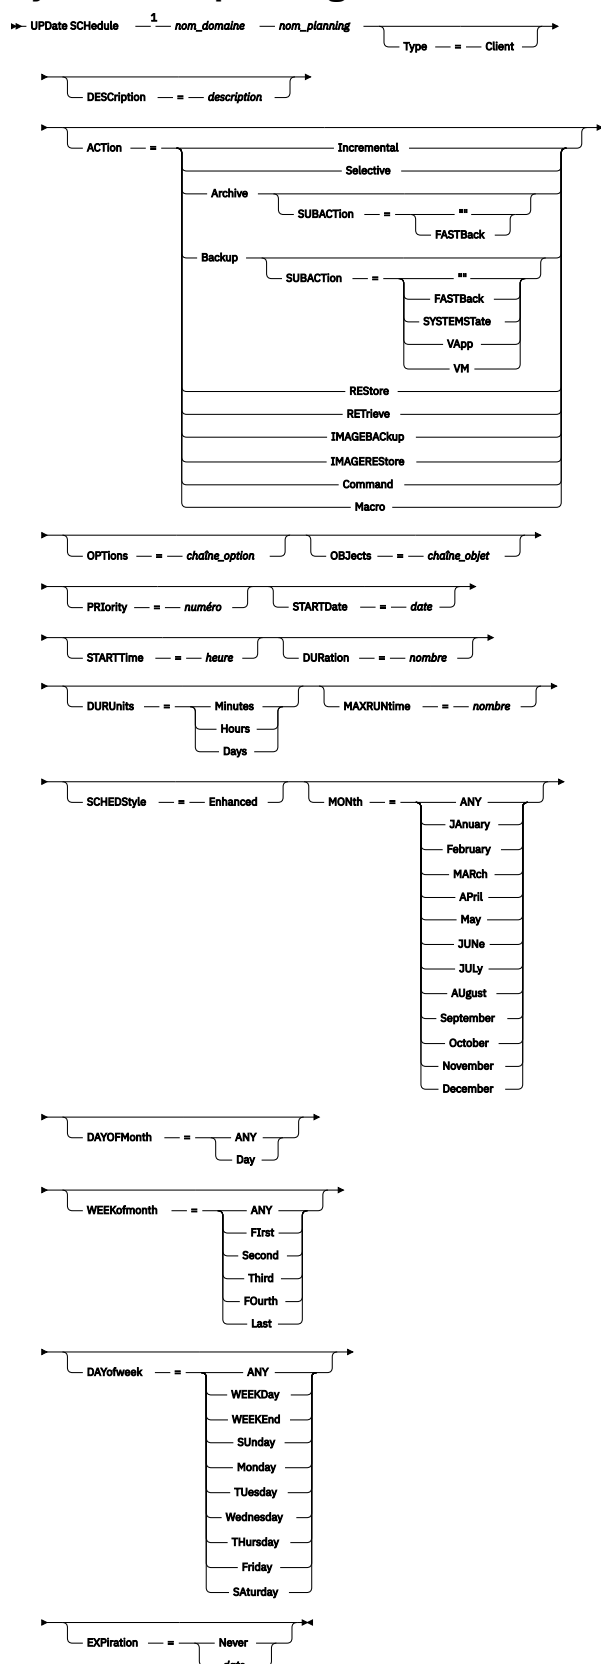 1
UPDate SCHedule — nom_domaine — nom_planning
Type — = — Client
DESCription — = — description
ACTion — = Incremental
Selective
Archive
SUBACTion — = ""
FASTBack
Backup
SUBACTion — = ""
FASTBack
SYSTEMSTate
VApp
VM
REStore
RETrieve
IMAGEBACkup
IMAGEREStore
Command
Macro
OPTions — = — chaîne_option OBJects — = — chaîne_objet
PRIority — = — numéro STARTDate — = — date
STARTTime — = — heure DURation — = — nombre
DURUnits — = Minutes MAXRUNtime — = — nombre
Hours
Days
SCHEDStyle — = — Enhanced MONth — = ANY
JAnuary
February
MARch
APril
May
JUNe
JULy
AUgust
September
October
November
December
DAYOFMonth — = ANY
Day
WEEKofmonth — = ANY
FIrst
Second
Third
FOurth
Last
DAYofweek — = ANY
WEEKDay
WEEKEnd
SUnday
Monday
TUesday
Wednesday
THursday
Friday
SAturday
EXPiration — = Never